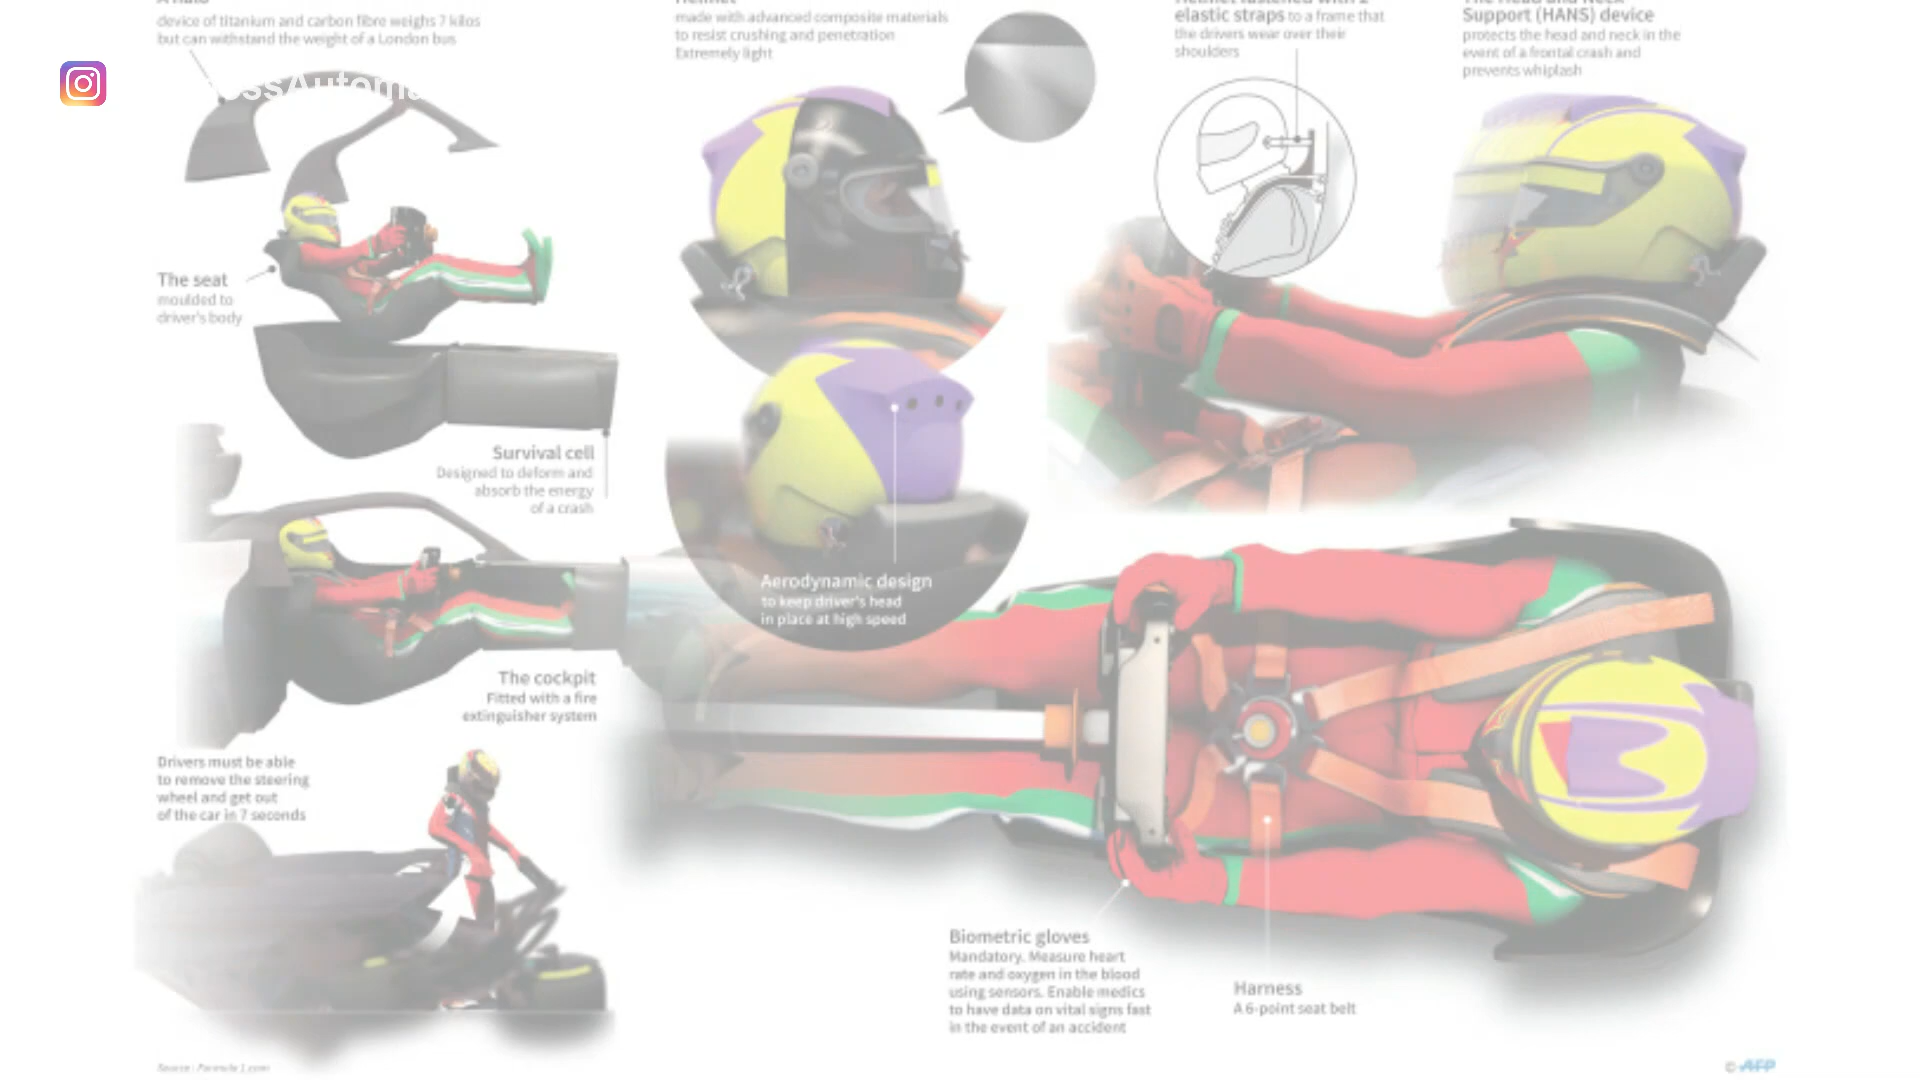 device of titanium and carbon fibre weighs 7 kilos
but can withstand the weight of a London bus
Helmet
made with advanced composite materials
to resist crushing and penetration
Extremely light
elastic straps to a frame that
the drivers wear over their
shoulders
Support (HANS) device
protects the head and neck in the
event of a frontal crash and
prevents whiplash
The seat
moulded to
driver's body
Survival cell
Designed to deform and
absorb the energy
of a crash
Aerodynamic design
to keep driver's head
in place at high speed
The cockpit
Fitted with a fire
extinguisher system
Drivers must be able
to remove the steering
wheel and get out
of the car in 7 seconds
Biometric gloves
Mandatory. Measure heart
rate and oxygen in the blood
using sensors. Enable medics
to have data on vital signs fast
in the event of an accident
Harness
A 6-point seat belt
Source : Formula 1.com
© AFP